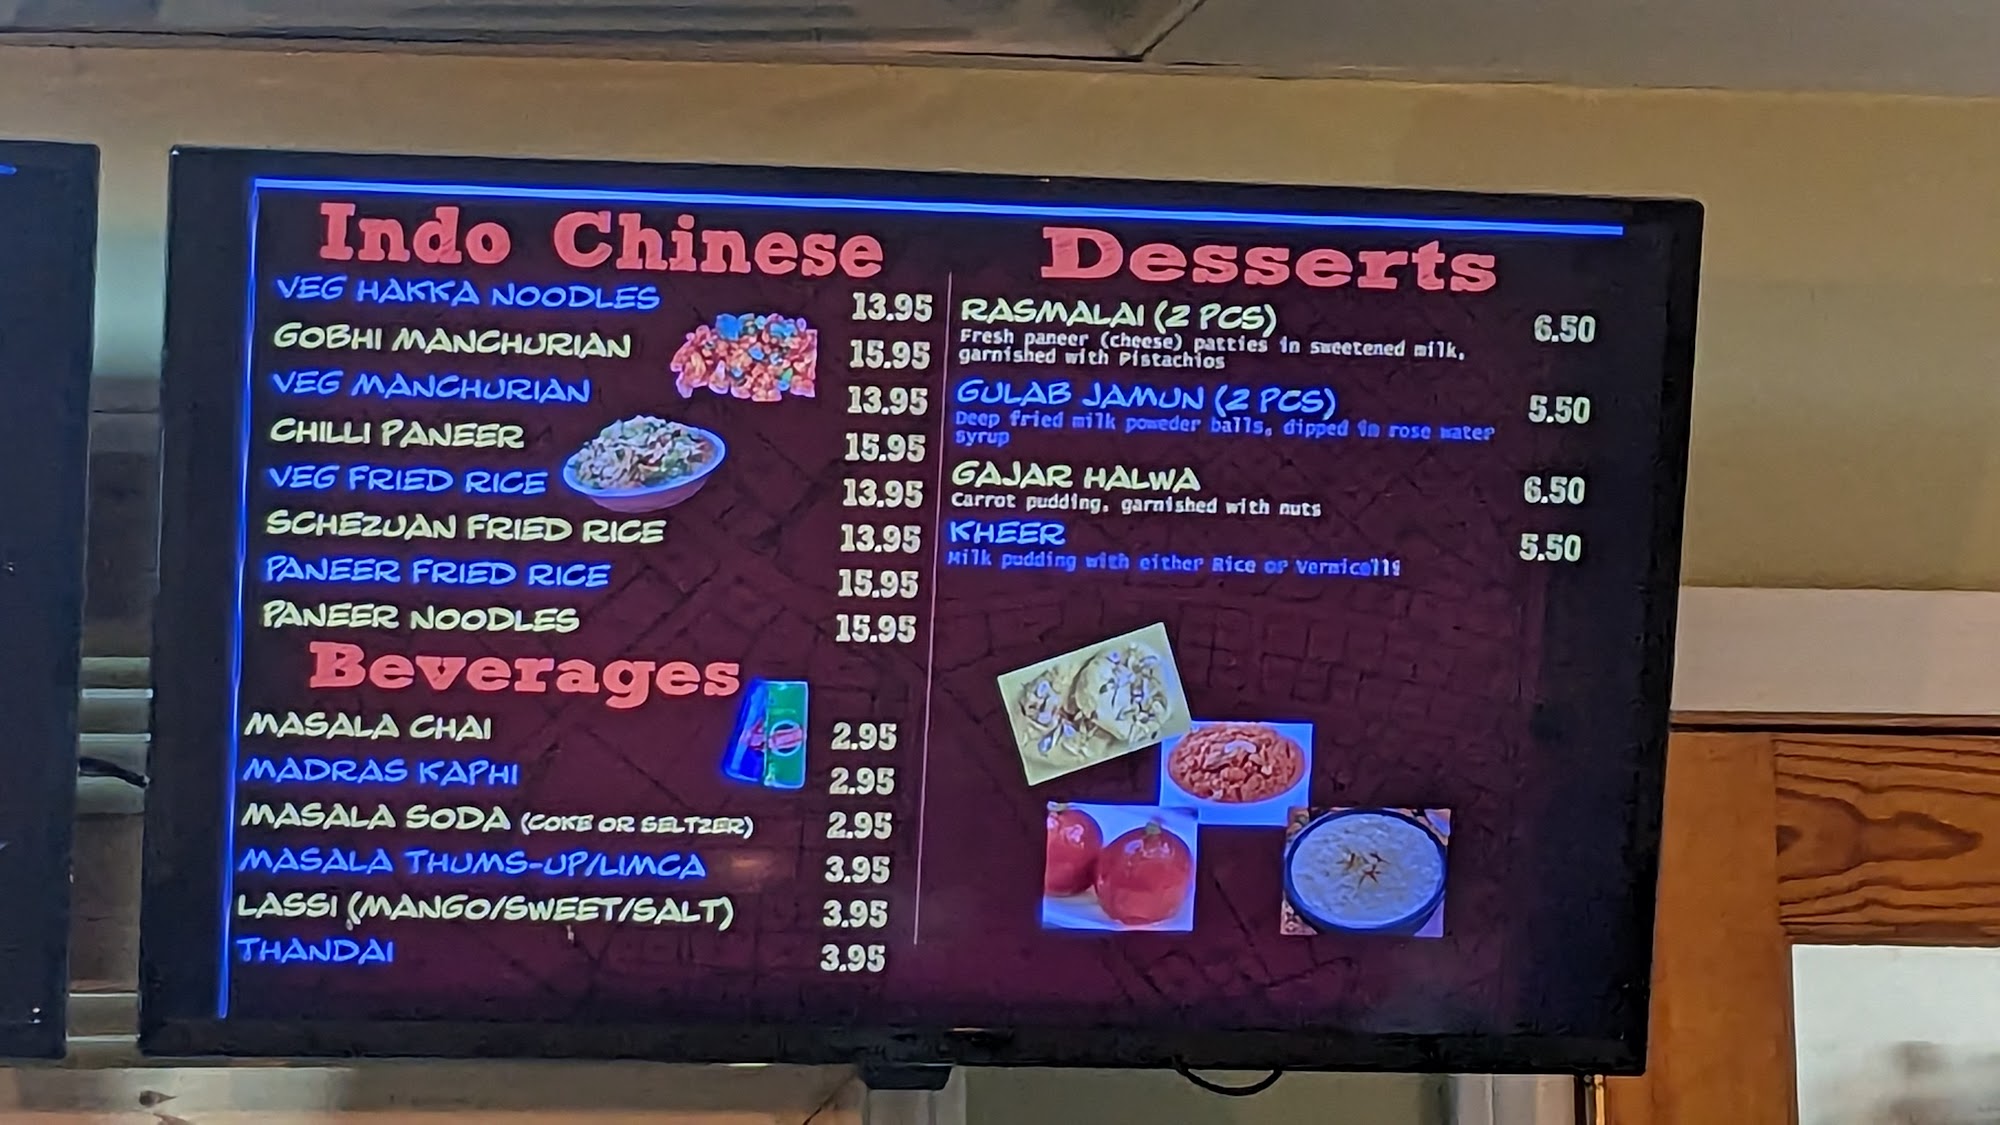 Indo Chinese
VEG HAKKA NOODLES 13.95
GOBHI MANCHURIAN 15.95
VEG MANCHURIAN 13.95
CHILLI PANEER 15.95
VEG FRIED RICE 13.95
SCHEZUAN FRIED RICE 13.95
PANEER FRIED RICE 15.95
PANEER NOODLES 15.95
Beverages
MASALA CHAI 2.95
MADRAS KAPHI 2.95
MASALA SODA (COKE OR SELTZER) 2.95
MASALA THUMS-UP/LIMCA 3.95
LASSI (MANGO/SWEET/SALT) 3.95
THANDAI 3.95
Desserts
RASMALAI (2 PCS) 6.50
Fresh paneer (cheese) patties in sweetened milk,
garnished with Pistachios
GULAB JAMUN (2 PCS) 5.50
Deep fried milk powder balls, dipped in rose water
syrup
GAJAR HALWA 6.50
Carrot pudding, garnished with nuts
KHEER 5.50
Milk pudding with either Rice or Vermicelli